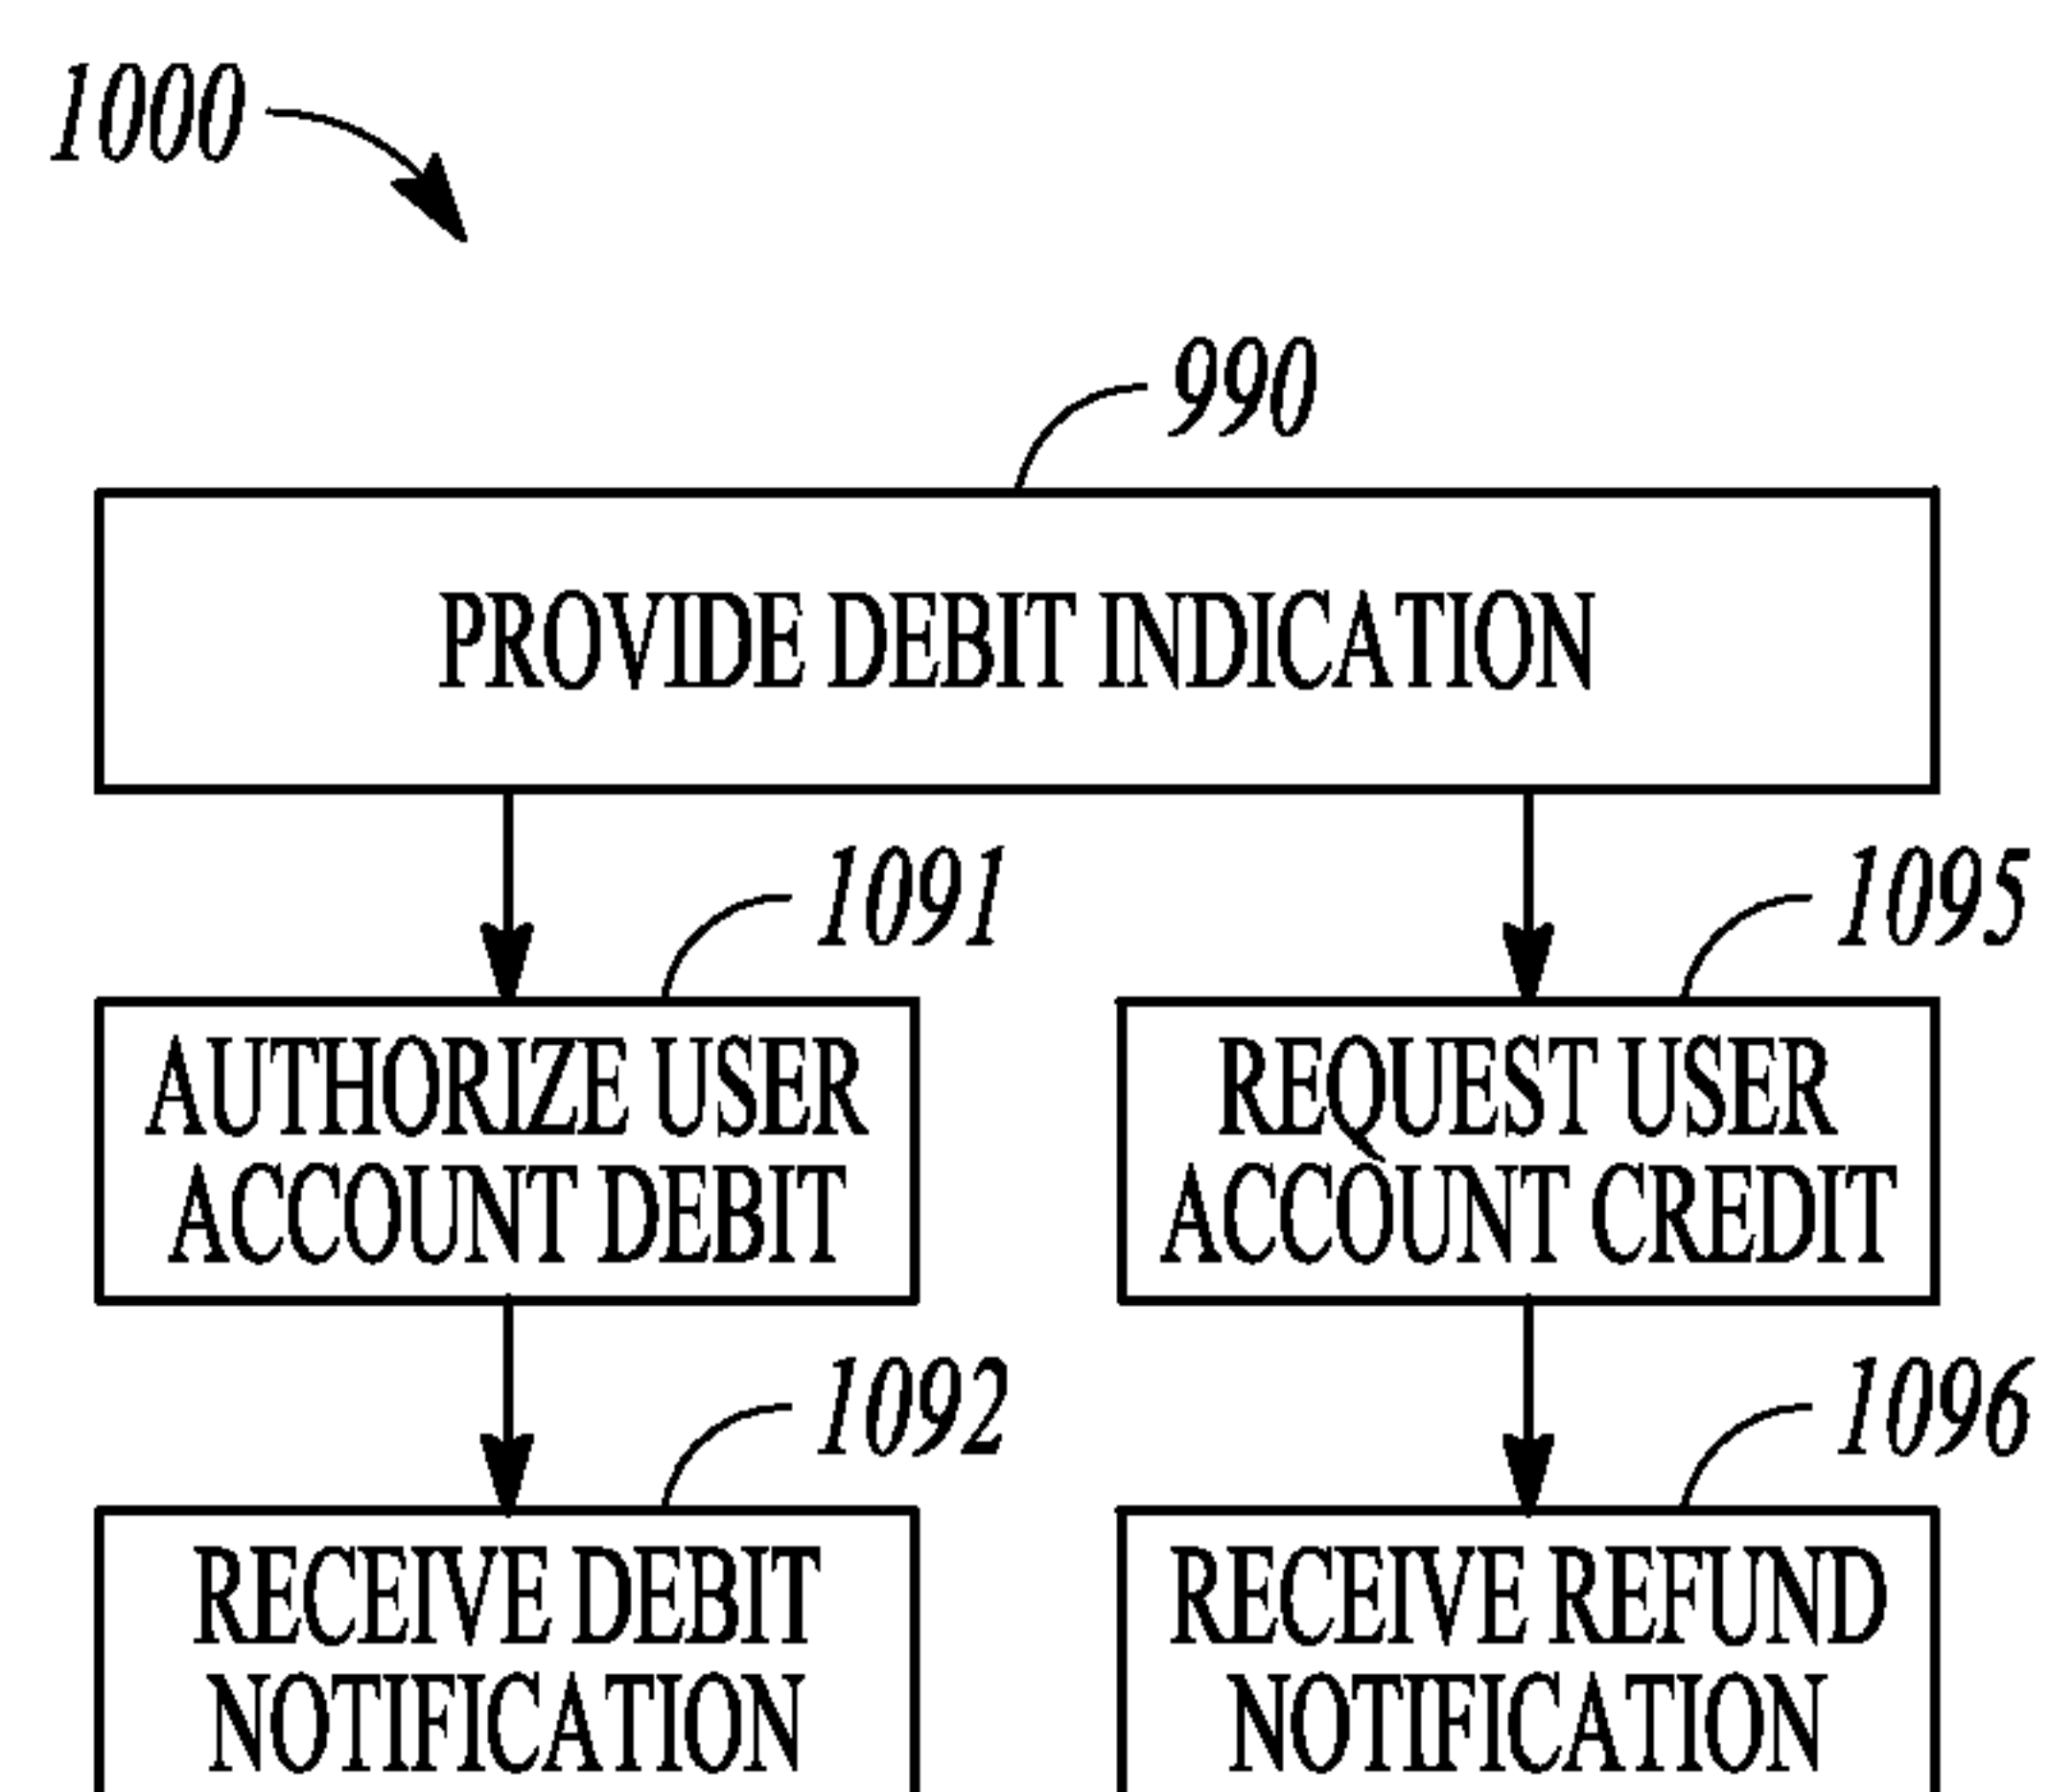 1000
990
PROVIDE DEBIT INDICATION
1091
AUTHORIZE USER
ACCOUNT DEBIT
1095
REQUEST USER
ACCOUNT CREDIT
1092
RECEIVE DEBIT
NOTIFICATION
1096
RECEIVE REFUND
NOTIFICATION